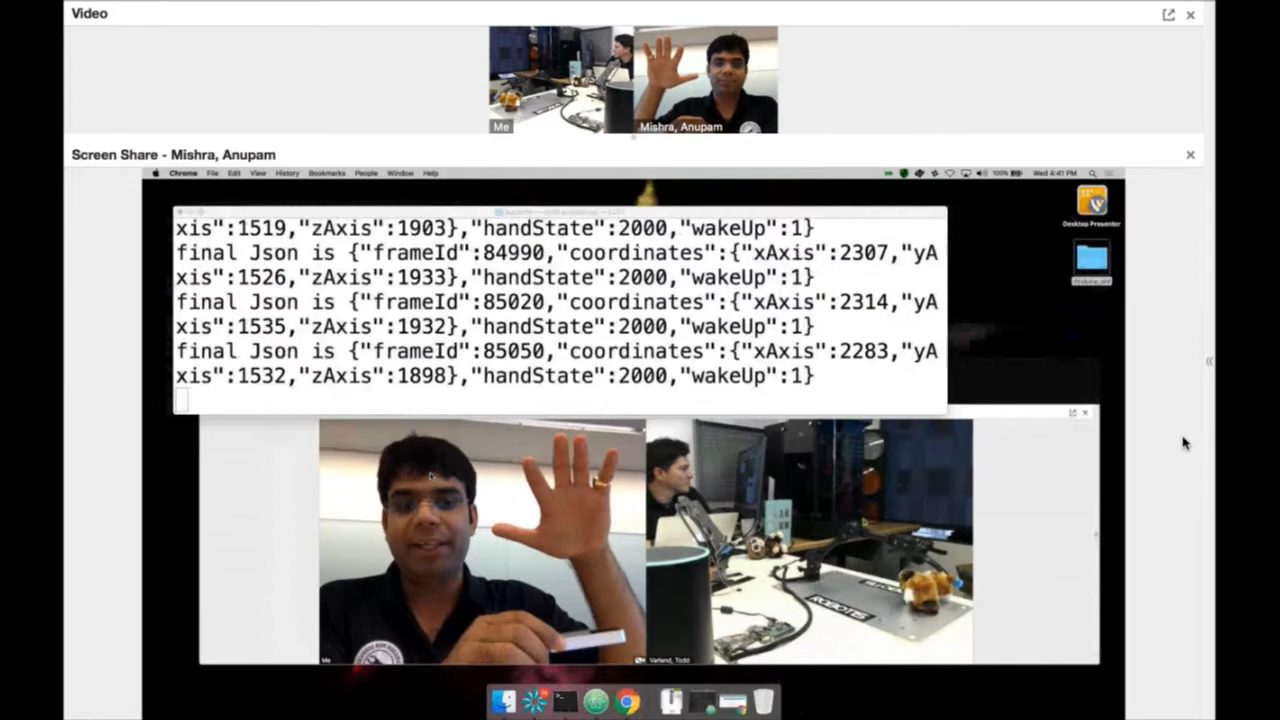 Video
Me
Mishra, Anupam
Screen Share - Mishra, Anupam
Chrome File Edit View History Bookmarks People Window Help
100% Wed 4:41 PM
Desktop Presenter
xis":1519,"zAxis":1903},"handState":2000,"wakeUp":1}
final Json is {"frameId":84990,"coordinates":{"xAxis":2307,"yA
xis":1526,"zAxis":1933},"handState":2000,"wakeUp":1}
final Json is {"frameId":85020,"coordinates":{"xAxis":2314,"yA
xis":1535,"zAxis":1932},"handState":2000,"wakeUp":1}
final Json is {"frameId":85050,"coordinates":{"xAxis":2283,"yA
xis":1532,"zAxis":1898},"handState":2000,"wakeUp":1}
ROBOTIS
Me
Varland, Todd